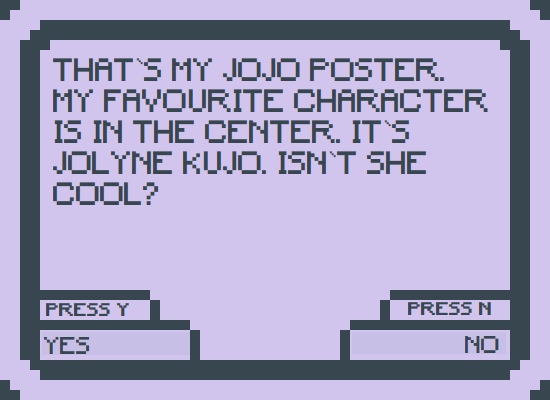 THAT`S MY JOJO POSTER.
MY FAVOURITE CHARACTER
IS IN THE CENTER. IT`S
JOLYNE KUJO. ISN`T SHE
COOL?
PRESS Y
PRESS N
YES
NO